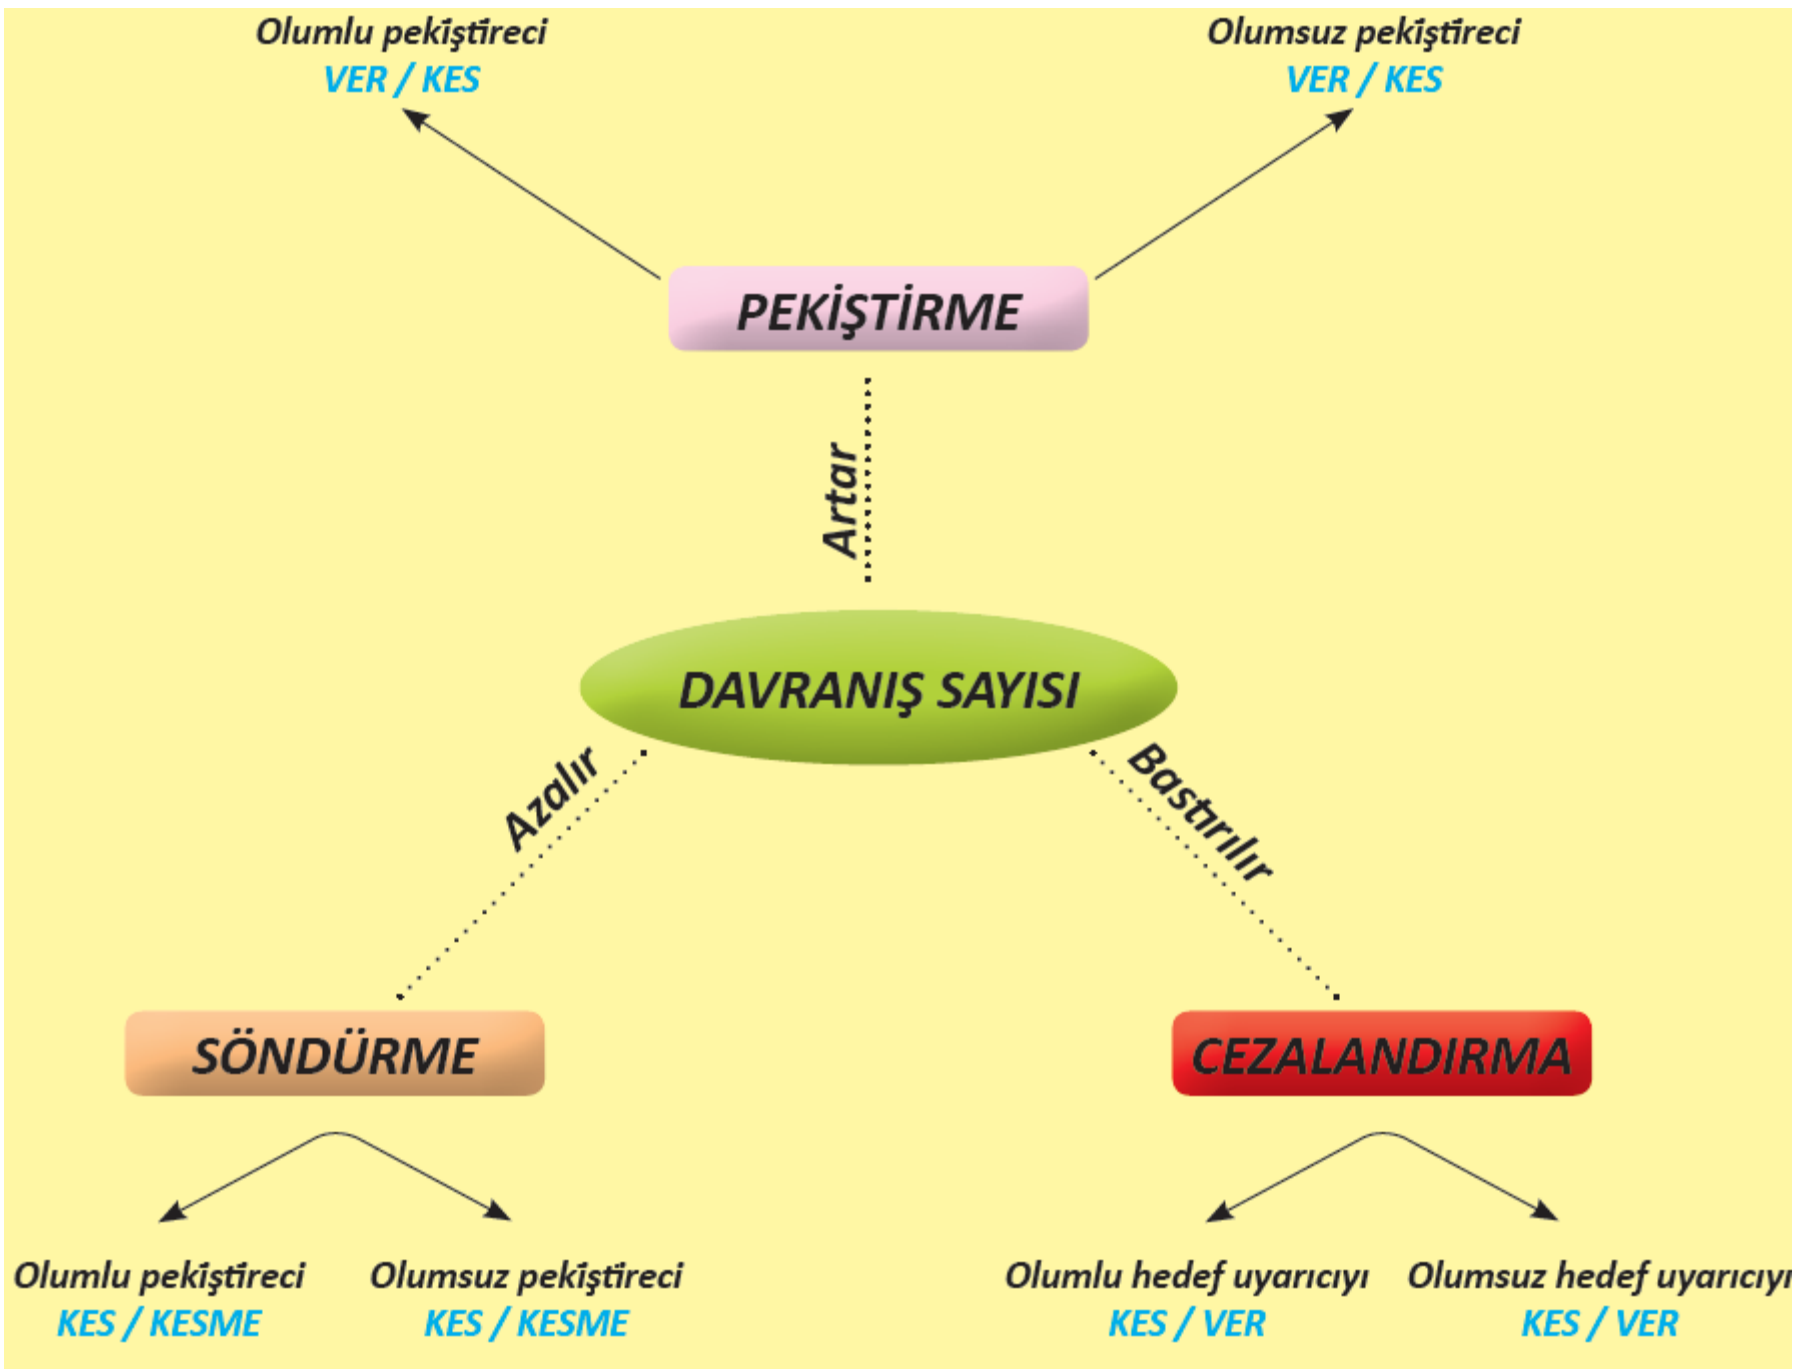 Olumlu pekiştireci
VER / KES
Olumsuz pekiştireci
VER / KES
PEKİŞTİRME
Artar
DAVRANIŞ SAYISI
Azalır
Bastırılır
SÖNDÜRME
CEZALANDIRMA
Olumlu pekiştireci
KES / KESME
Olumsuz pekiştireci
KES / KESME
Olumlu hedef uyarıcıyı
KES / VER
Olumsuz hedef uyarıcıyı
KES / VER